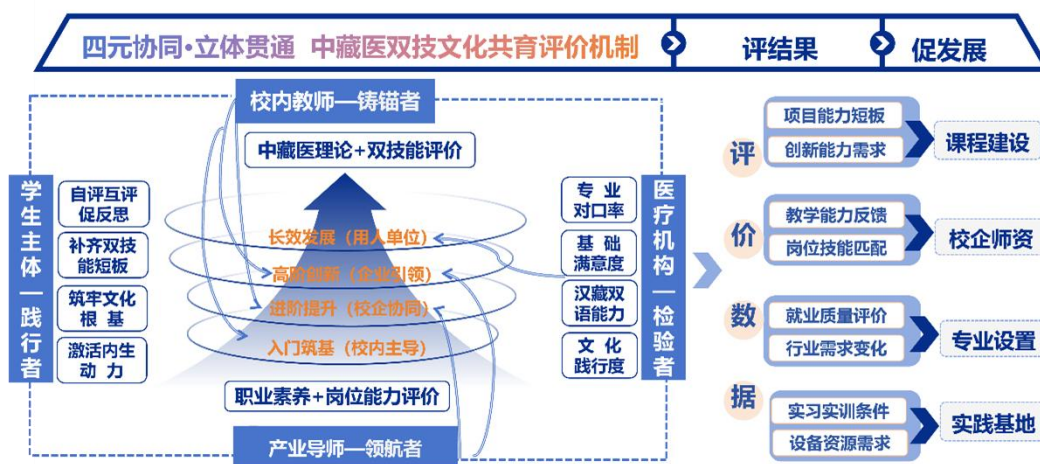 四元协同·立体贯通 中藏医双技文化共育评价机制
评结果
促发展
校内教师—铸锚者
中藏医理论+双技能评价
学生主体—践行者
自评互评
促反思
补齐双技
能短板
筑牢文化
根基
激活内生
动力
长效发展（用人单位）
高阶创新（企业引领）
进阶提升（校企协同）
入门筑基（校内主导）
职业素养+岗位能力评价
产业导师—领航者
专业
对口率
基础
满意度
汉藏双
语能力
文化
践行度
医疗机构—检验者
评价数据
项目能力短板
创新能力需求
课程建设
教学能力反馈
岗位技能匹配
校企师资
就业质量评价
行业需求变化
专业设置
实习实训条件
设备资源需求
实践基地